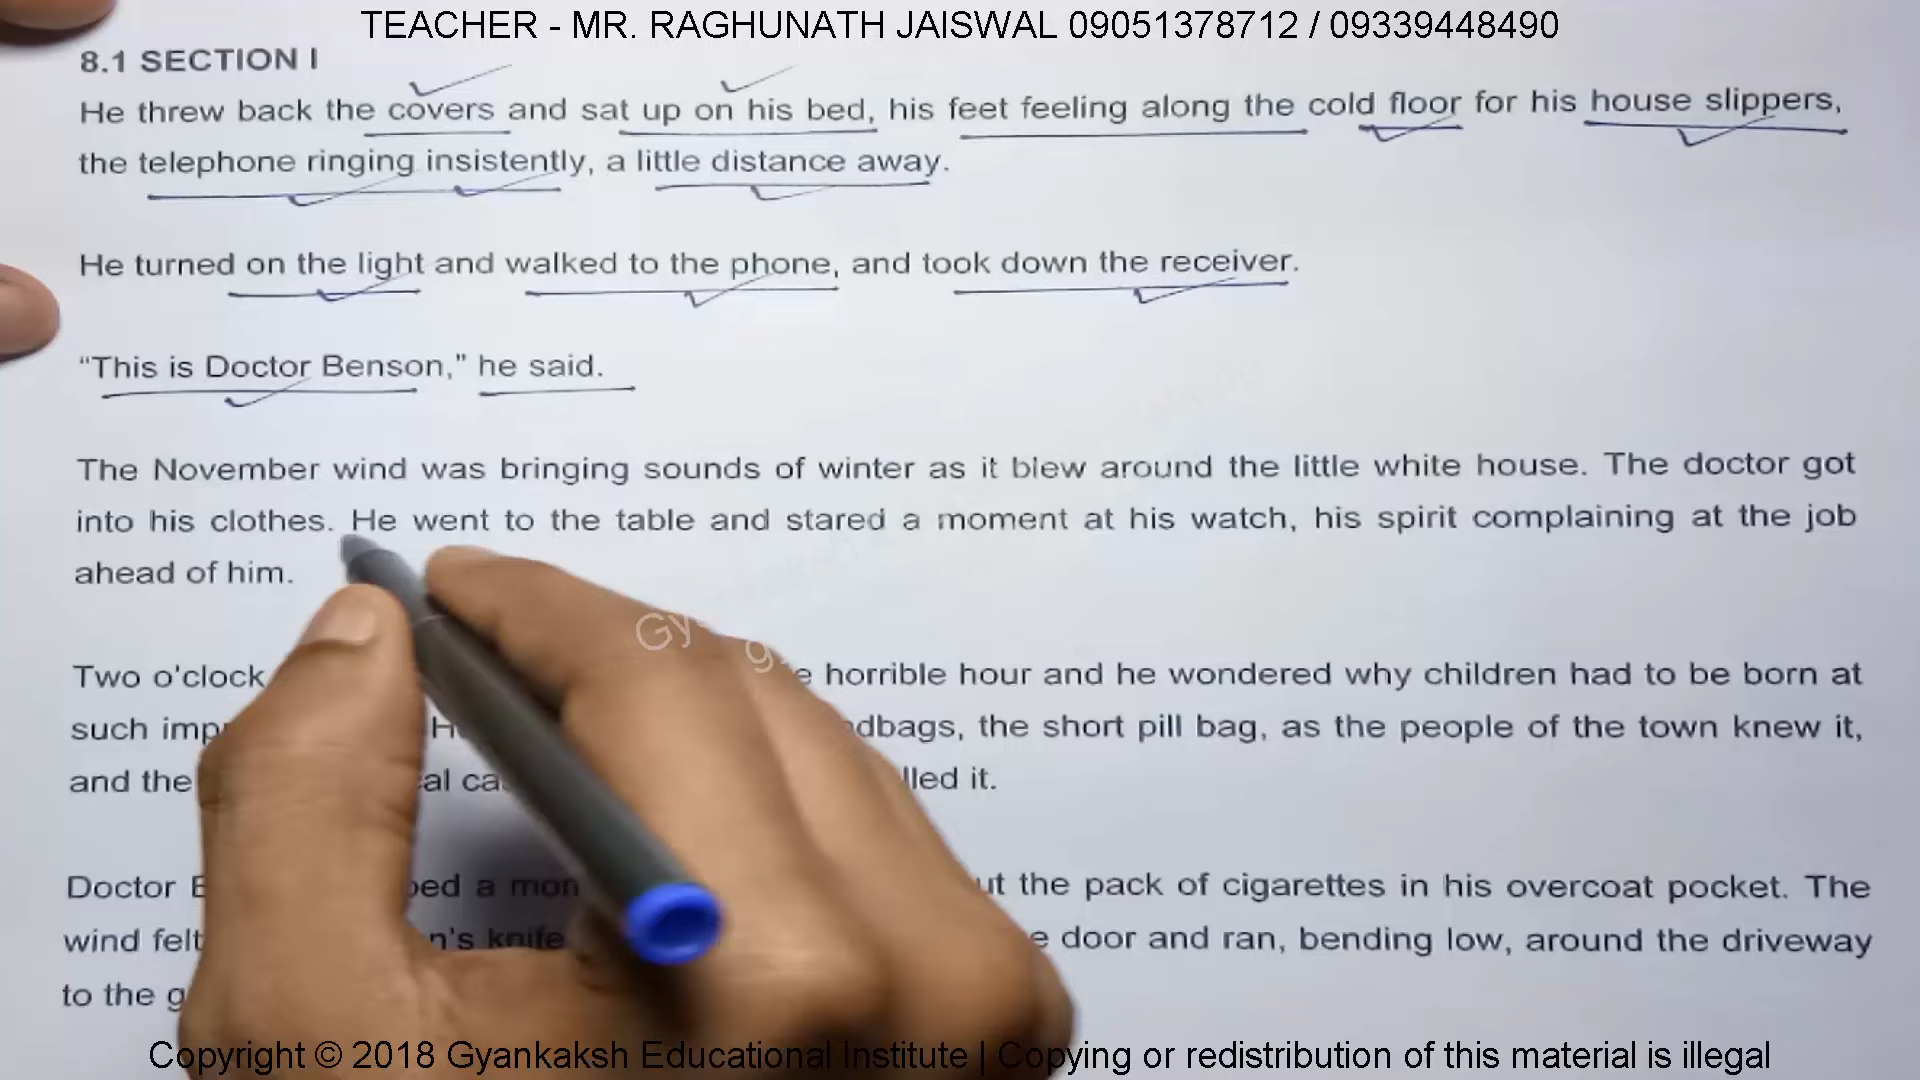 TEACHER - MR. RAGHUNATH JAISWAL 09051378712 / 09339448490
8.1 SECTION I
He threw back the covers and sat up on his bed, his feet feeling along the cold floor for his house slippers,
the telephone ringing insistently, a little distance away.
He turned on the light and walked to the phone, and took down the receiver.
“This is Doctor Benson,” he said.
The November wind was bringing sounds of winter as it blew around the little white house. The doctor got
into his clothes. He went to the table and stared a moment at his watch, his spirit complaining at the job
ahead of him.
Two o'clock horrible hour and he wondered why children had to be born at
such the short pill bag, as the people of the town knew it,
and the it.
Doctor a the pack of cigarettes in his overcoat pocket. The
wind felt knife door and ran, bending low, around the driveway
to the
Copyright © 2018 Gyankaksh Educational Institute | Copying or redistribution of this material is illegal